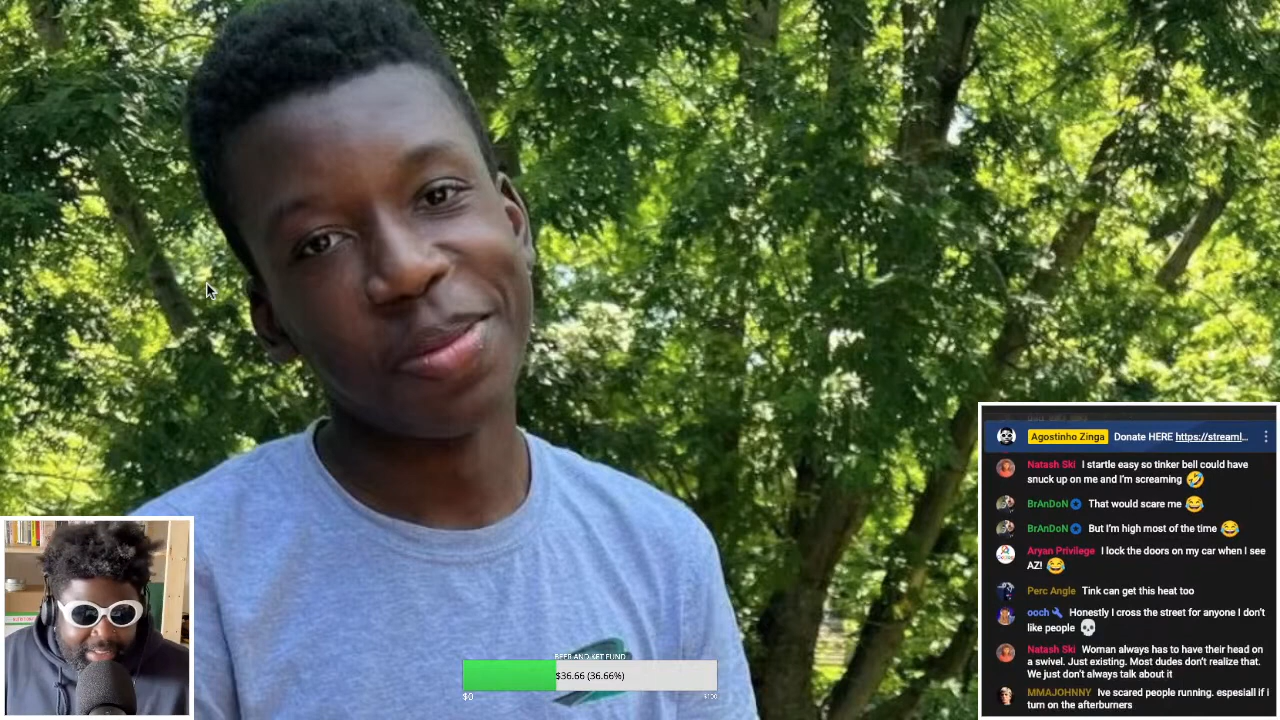 Agostinho Zinga Donate HERE https://streaml...
Natash Ski I startle easy so tinker bell could have
snuck up on me and I'm screaming 🤣
BrAnDoN That would scare me 😂
BrAnDoN But I'm high most of the time 😂
Aryan Privilege I lock the doors on my car when I see
AZ! 😂
Perc Angle Tink can get this heat too
ooch Honestly I cross the street for anyone I don't
like people 💀
Natash Ski Woman always has to have their head on
a swivel. Just existing. Most dudes don't realize that.
We just don't always talk about it
MMAJOHNNY Ive scared people running. espesiall if i
turn on the afterburners
BEER AND KET FUND
$36.66 (36.66%)
$0
$100